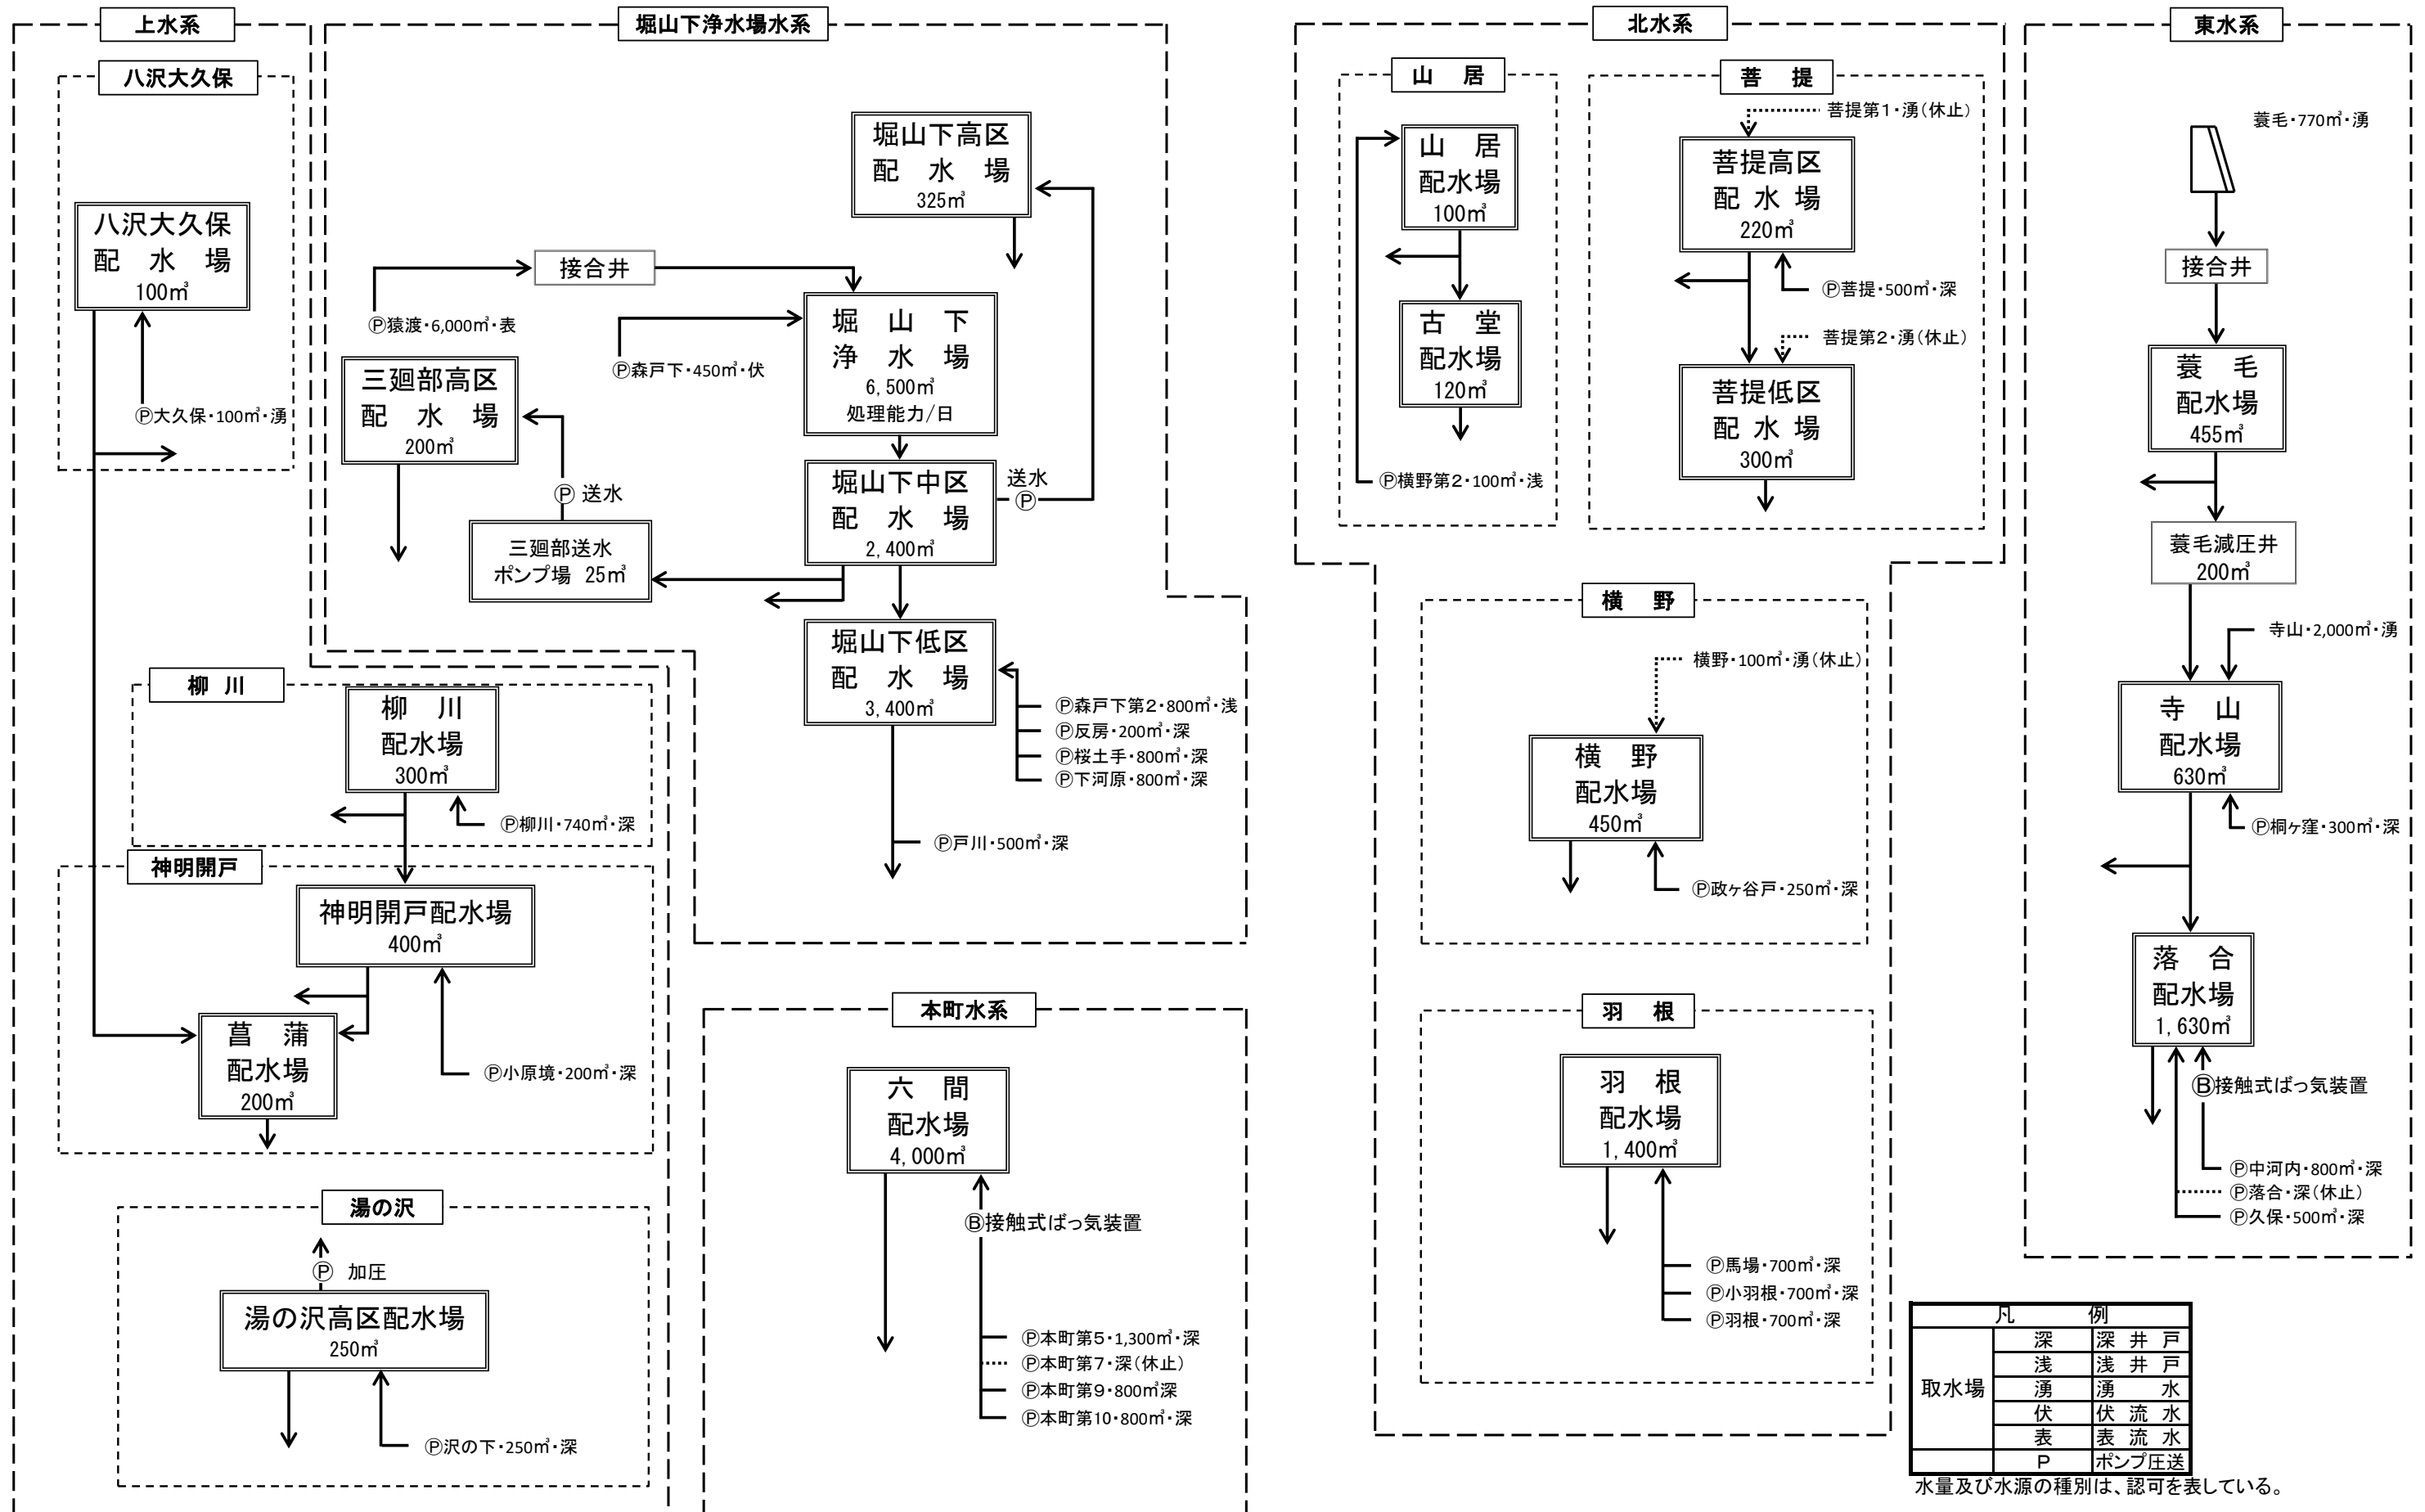 上水系
八沢大久保
八沢大久保
配 水 場
100㎥
Ⓟ大久保・100㎥・湧
柳 川
柳 川
配水場
300㎥
Ⓟ柳川・740㎥・深
神明開戸
神明開戸配水場
400㎥
菖 蒲
配水場
200㎥
Ⓟ小原境・200㎥・深
湯の沢
Ⓟ 加圧
湯の沢高区配水場
250㎥
Ⓟ沢の下・250㎥・深
堀山下浄水場水系
堀山下高区
配 水 場
325㎥
接合井
Ⓟ猿渡・6,000㎥・表
Ⓟ森戸下・450㎥・伏
堀 山 下
浄 水 場
6,500㎥
処理能力/日
三廻部高区
配 水 場
200㎥
Ⓟ 送水
三廻部送水
ポンプ場 25㎥
堀山下中区
配 水 場
2,400㎥
送水
Ⓟ
堀山下低区
配 水 場
3,400㎥
Ⓟ森戸下第2・800㎥・浅
Ⓟ反房・200㎥・深
Ⓟ桜土手・800㎥・深
Ⓟ下河原・800㎥・深
Ⓟ戸川・500㎥・深
本町水系
六 間
配水場
4,000㎥
Ⓑ接触式ばっ気装置
Ⓟ本町第5・1,300㎥・深
Ⓟ本町第7・深(休止)
Ⓟ本町第9・800㎥深
Ⓟ本町第10・800㎥・深
北水系
山 居
山 居
配水場
100㎥
古 堂
配水場
120㎥
Ⓟ横野第2・100㎥・浅
菩 提
菩提第1・湧(休止)
菩提高区
配 水 場
220㎥
Ⓟ菩提・500㎥・深
菩提第2・湧(休止)
菩提低区
配 水 場
300㎥
横 野
横野・100㎥・湧(休止)
横 野
配水場
450㎥
Ⓟ政ヶ谷戸・250㎥・深
羽 根
羽 根
配水場
1,400㎥
Ⓟ馬場・700㎥・深
Ⓟ小羽根・700㎥・深
Ⓟ羽根・700㎥・深
東水系
蓑毛・770㎥・湧
接合井
蓑 毛
配水場
455㎥
蓑毛減圧井
200㎥
寺山・2,000㎥・湧
寺 山
配水場
630㎥
Ⓟ桐ヶ窪・300㎥・深
落 合
配水場
1,630㎥
Ⓑ接触式ばっ気装置
Ⓟ中河内・800㎥・深
Ⓟ落合・深(休止)
Ⓟ久保・500㎥・深
凡 例
取水場
深 深井戸
浅 浅井戸
湧 湧水
伏 伏流水
表 表流水
P ポンプ圧送
水量及び水源の種別は、認可を表している。